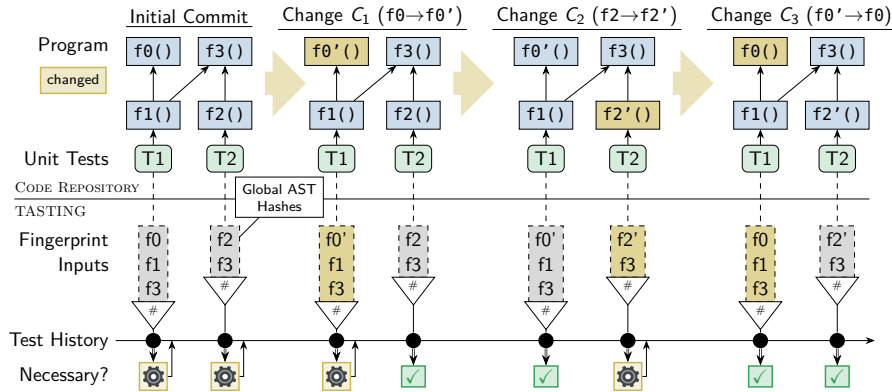 Initial Commit
Change C1 (f0→f0')
Change C2 (f2→f2')
Change C3 (f0'→f0)
Program
f0() f3() f0'() f3() f0'() f3() f0() f3()
changed
f1() f2() f1() f2() f1() f2'() f1() f2'()
Unit Tests T1 T2 T1 T2 T1 T2 T1 T2
CODE REPOSITORY
TASTING
Global AST
Hashes
Fingerprint
Inputs
f0 f2 f0' f2 f0' f2' f0 f2'
f1 f3 f1 f3 f1 f3 f1 f3
f3 f3 f3 f3
# # # # # # # #
Test History
Necessary? ✓ ✓ ✓ ✓